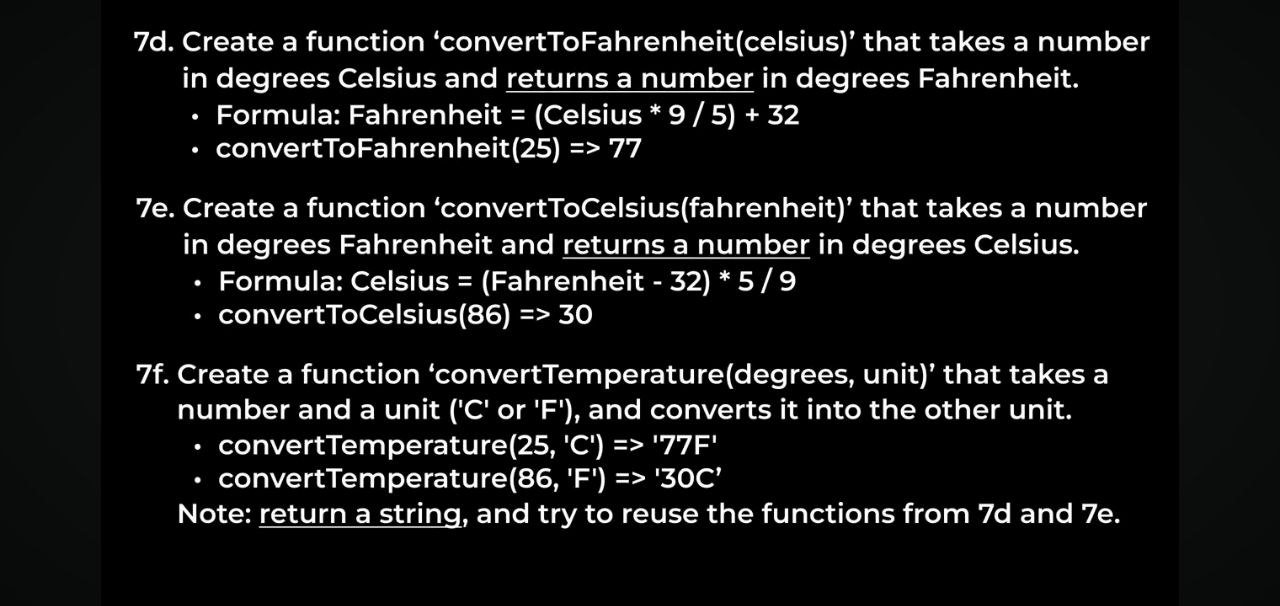 7d. Create a function ‘convertToFahrenheit(celsius)’ that takes a number
in degrees Celsius and returns a number in degrees Fahrenheit.
• Formula: Fahrenheit = (Celsius * 9 / 5) + 32
• convertToFahrenheit(25) => 77
7e. Create a function ‘convertToCelsius(fahrenheit)’ that takes a number
in degrees Fahrenheit and returns a number in degrees Celsius.
• Formula: Celsius = (Fahrenheit - 32) * 5 / 9
• convertToCelsius(86) => 30
7f. Create a function ‘convertTemperature(degrees, unit)’ that takes a
number and a unit ('C' or 'F'), and converts it into the other unit.
• convertTemperature(25, 'C') => '77F'
• convertTemperature(86, 'F') => '30C’
Note: return a string, and try to reuse the functions from 7d and 7e.